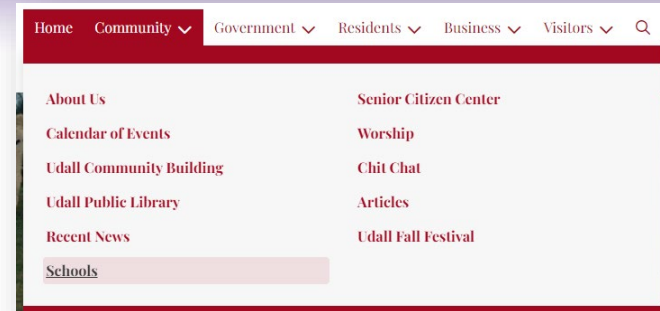 Home Community Government Residents Business Visitors
About Us
Calendar of Events
Udall Community Building
Udall Public Library
Recent News
Schools
Senior Citizen Center
Worship
Chit Chat
Articles
Udall Fall Festival